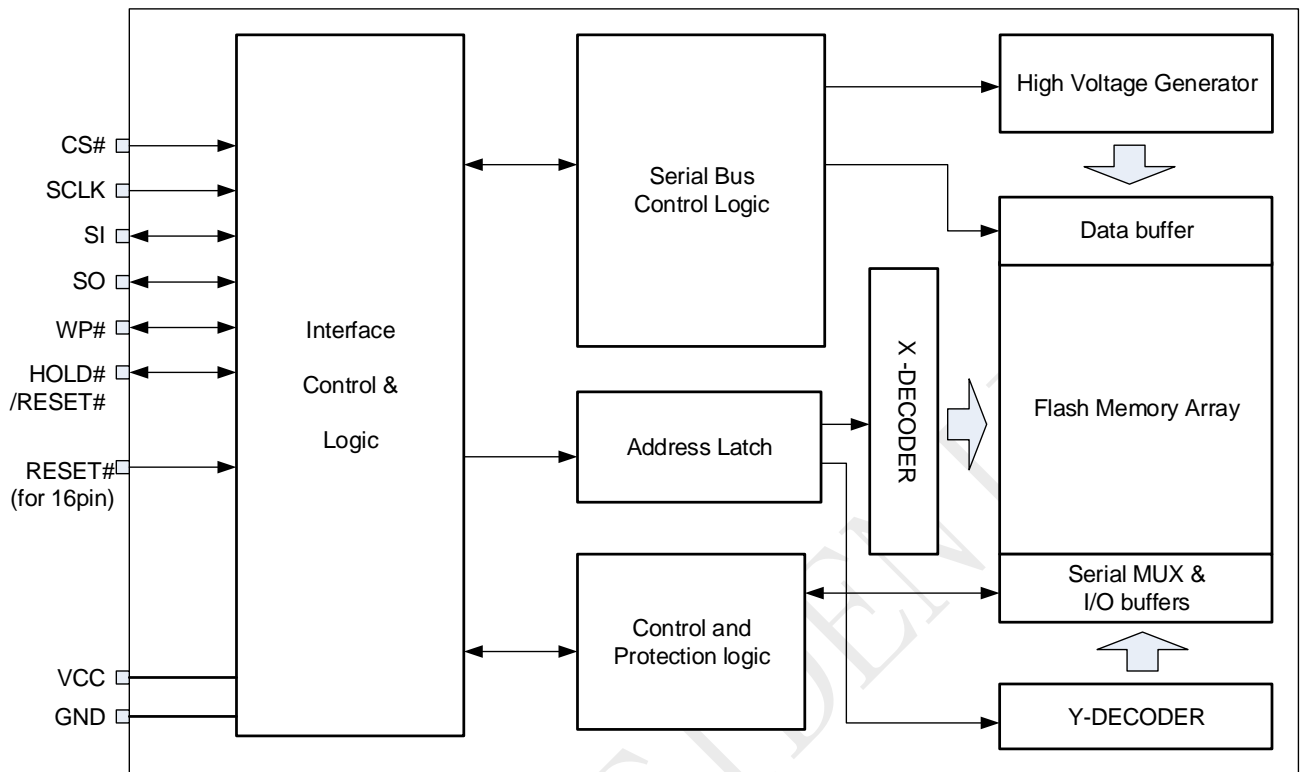 CS#
SCLK
SI
SO
WP#
HOLD#
/RESET#
RESET#
(for 16pin)
VCC
GND
Interface
Control &
Logic
Serial Bus
Control Logic
Address Latch
Control and
Protection logic
X-DECODER
High Voltage Generator
Data buffer
Flash Memory Array
Serial MUX &
I/O buffers
Y-DECODER